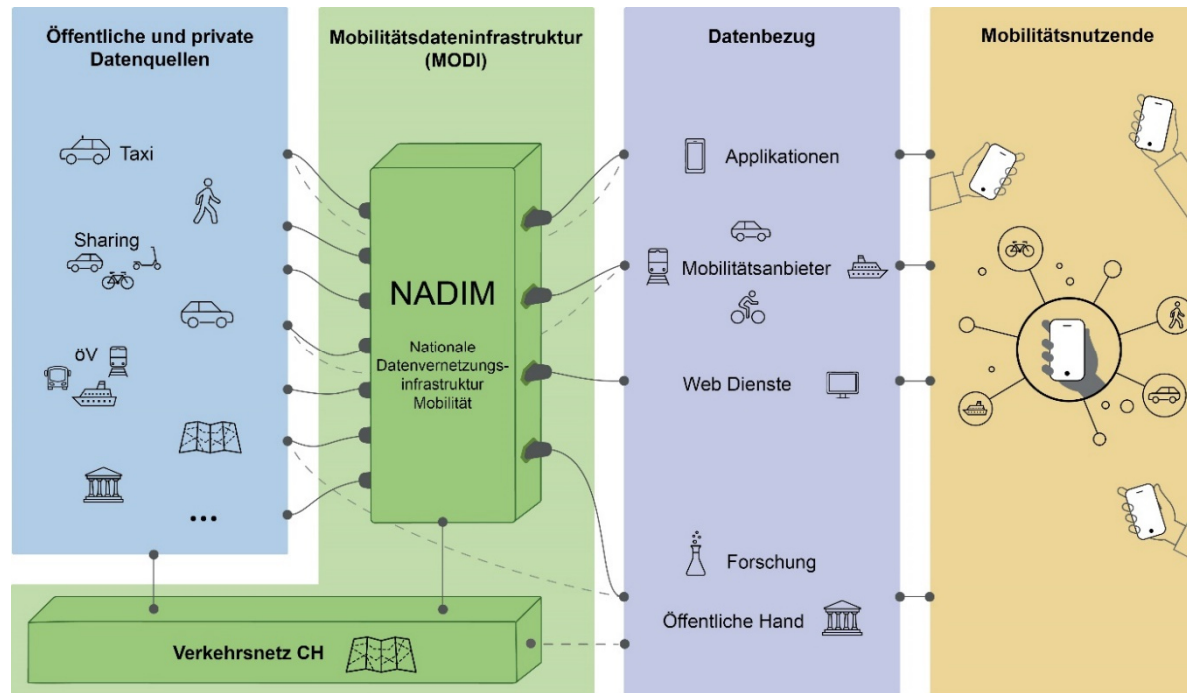 Öffentliche und private
Datenquellen
Taxi
Sharing
öV
...
Mobilitätsdateninfrastruktur
(MODI)
NADIM
Nationale
Datenvernetzungs-
infrastruktur
Mobilität
Verkehrsnetz CH
Datenbezug
Applikationen
Mobilitätsanbieter
Web Dienste
Forschung
Öffentliche Hand
Mobilitätsnutzende